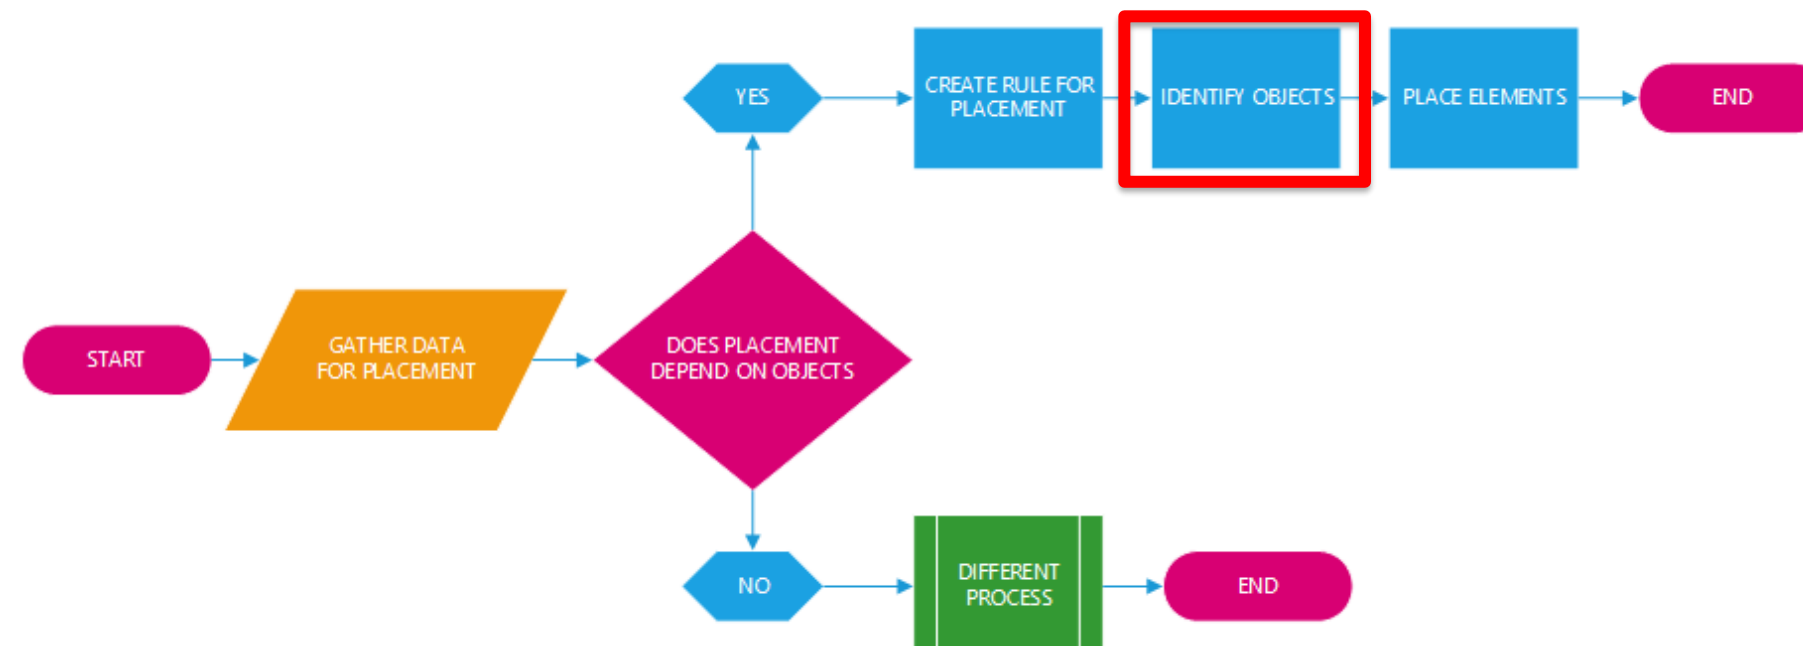 YES
CREATE RULE FOR
PLACEMENT
IDENTIFY OBJECTS
PLACE ELEMENTS
END
START
GATHER DATA
FOR PLACEMENT
DOES PLACEMENT
DEPEND ON OBJECTS
NO
DIFFERENT
PROCESS
END